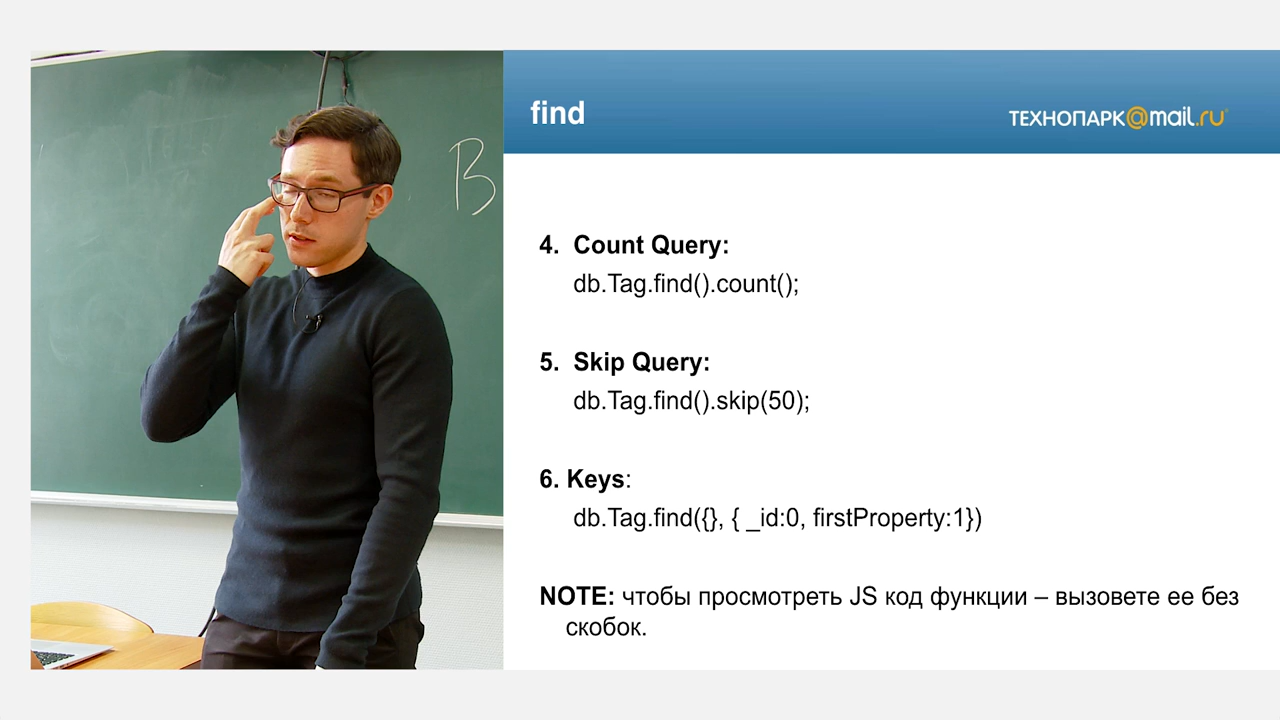 B
find
ТЕХНОПАРК@mail.ru
4. Count Query:
db.Tag.find().count();
5. Skip Query:
db.Tag.find().skip(50);
6. Keys:
db.Tag.find({}, { _id:0, firstProperty:1})
NOTE: чтобы просмотреть JS код функции – вызовете ее без
скобок.